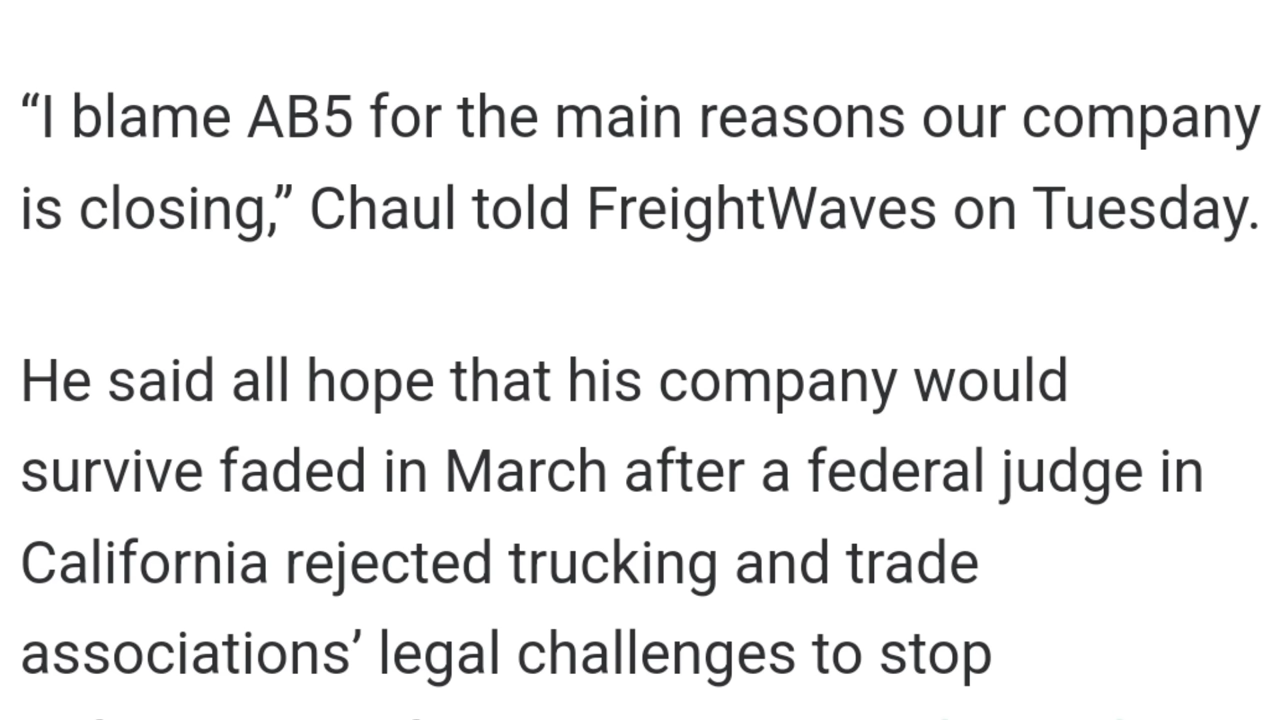 “I blame AB5 for the main reasons our company
is closing,” Chaul told FreightWaves on Tuesday.
He said all hope that his company would
survive faded in March after a federal judge in
California rejected trucking and trade
associations’ legal challenges to stop